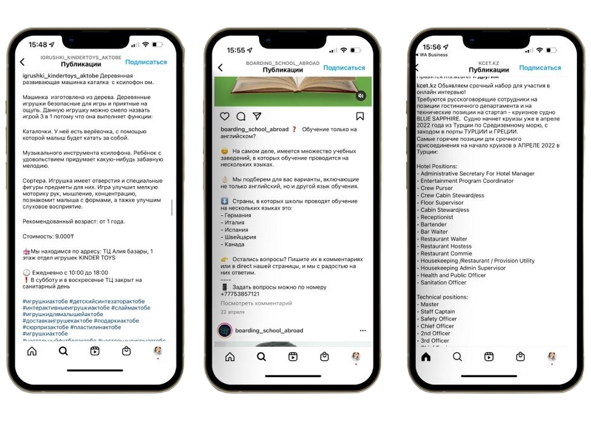 15:48
IGRUSHKI_KINDERTOYS_AKTOBE
Публикации
Подписаться
igrushki_kindertoys_aktobe Деревянная
развивающая машинка каталка с ксилофон ом.
Машинка изготовлена из дерева. Деревянные
игрушки безопасные для игры и приятные на
ощупь. Данную игрушку можно смело назвать
игрой 3 в 1 потому что она выполняет функции:
Каталочки. У неё есть верёвочка, с помощью
которой малыш будет катать за собой.
Музыкального инструмента ксилофона. Ребёнок с
удовольствием придумает какую-нибудь забавную
мелодию.
Сортера. Игрушка имеет отверстия и специальные
фигуры предметы для них. Игра улучшит мелкую
моторику рук, мышление, концентрацию,
познакомит малыша с формами, а также улучшим
слуховое восприятие.
Рекомендованный возраст: от 1 года.
Стоимость: 9.000₸
Мы находимся по адресу: ТЦ Алия базары, 1
этаж отдел игрушек KINDER TOYS
Ежедневно с 10:00 до 18:00
В субботу и в воскресенье ТЦ закрыт на
санитарный день
#игрушкиактобе #детскийсинтезаторактобе
#интерактивныеигрушкиактобе #слаймактобе
#игрушкидлямалышейактобе
#доставкаигрушекактобе #подаркиактобе
#сюрпризактобе #пластилинактобе
#игрушкиактобе
15:55
BOARDING_SCHOOL_ABROAD
Публикации
Подписаться
boarding_school_abroad ❓ Обучение только на
английском?
На самом деле, имеется множество учебных
заведений, в которых обучение проводится на
нескольких языках.
Мы подберем для вас варианты, включающие
не только английский, но и другой язык обучения.
Страны, в которых школы проводит обучение
на нескольких языках это:
- Германия
- Италия
- Испания
- Швейцария
- Канада
Остались вопросы? Пишите их в комментариях
или в direct нашей страницы, и мы с радостью на
них ответим.
----
Задать вопросы можно по номеру
+77753857121
Посмотреть комментарий
22 апреля
boarding_school_abroad
15:56
WA Business
KCET.KZ
Публикации
Подписаться
kcet.kz Объявляем срочный набор для участия в
онлайн интервью!
Требуются русскоговорящие сотрудники на
позиции гостиничного департамента и на
технические позиции на стартап - круизное судно
BLUE SAPPHIRE. Судно начнет круизы уже в апреле
2022 года из Турции по Средиземному морю, с
заходом в порты ТУРЦИИ и ГРЕЦИИ.
Самые горячие позиции для срочного
присоединения на начало круизов в АПРЕЛЕ 2022 в
Турции:
Hotel Positions:
- Administrative Secretary For Hotel Manager
- Entertainment Program Coordinator
- Crew Purser
- Crew Cabin Stewardjess
- Floor Supervisor
- Cabin Stewardjess
- Receptionist
- Bartender
- Bar Waiter
- Restaurant Waiter
- Restaurant Hostess
- Restaurant Commie
- Housekeeping /Restaurant / Provision Utility
- Housekeeping Admin Supervisor
- Health and Public Officer
- Sanitation Officer
Technical positions:
- Master
- Staff Captain
- Safety Officer
- Chief Officer
- 2nd Officer
- 3rd Officer